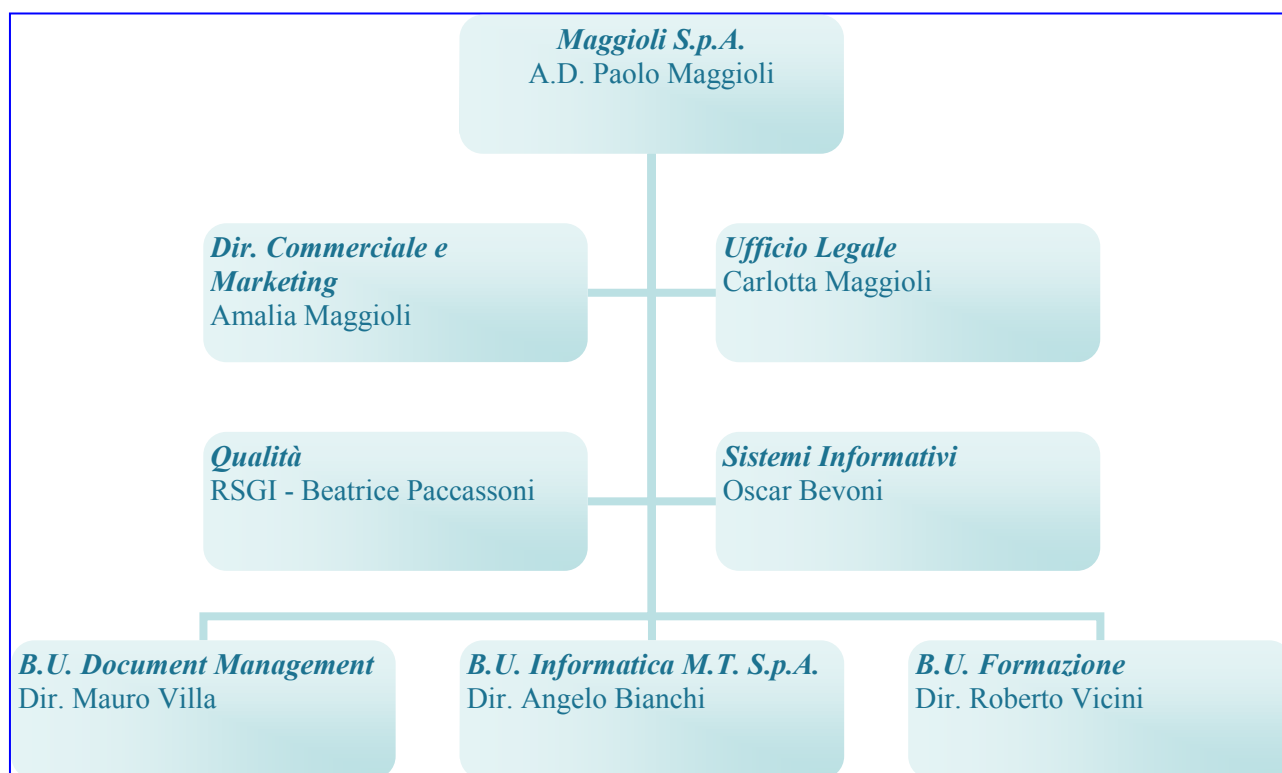 Maggioli S.p.A.
A.D. Paolo Maggioli
Dir. Commerciale e
Marketing
Amalia Maggioli
Ufficio Legale
Carlotta Maggioli
Qualità
RSGI - Beatrice Paccassoni
Sistemi Informativi
Oscar Bevoni
B.U. Document Management
Dir. Mauro Villa
B.U. Informatica M.T. S.p.A.
Dir. Angelo Bianchi
B.U. Formazione
Dir. Roberto Vicini